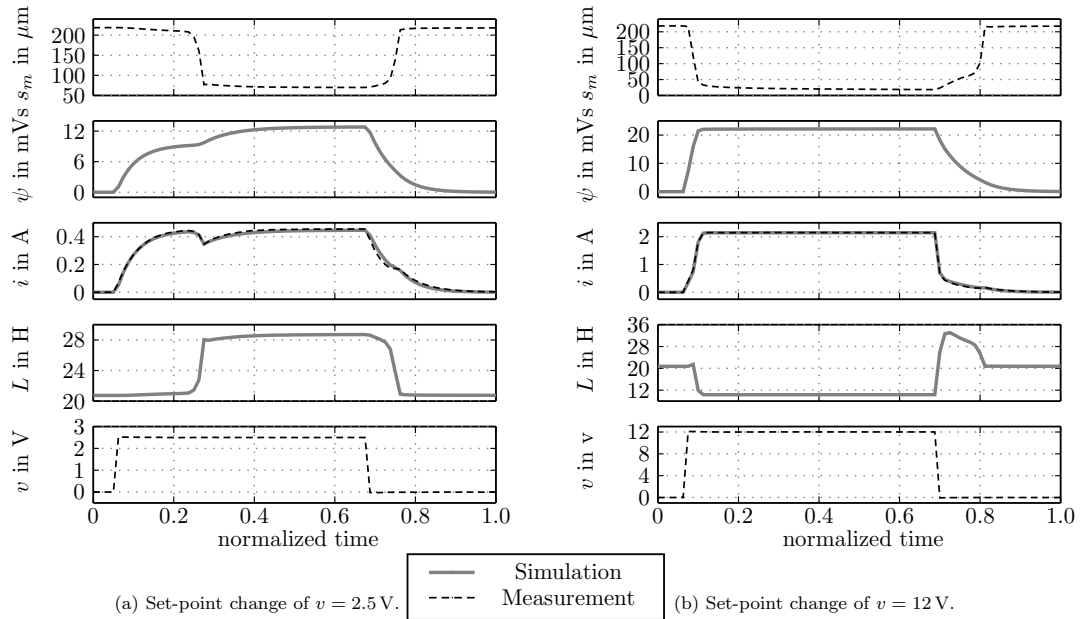 s_m in μm
200
150
100
50
ψ in mVs
12
6
0
i in A
0.4
0.2
0
L in H
28
24
20
v in V
3
2
1
0
0 0.2 0.4 0.6 0.8 1.0
normalized time
(a) Set-point change of v = 2.5 V.
s_m in μm
200
150
100
50
0
ψ in mVs
20
10
0
i in A
2
1
0
L in H
36
28
20
12
v in v
12
8
4
0
0 0.2 0.4 0.6 0.8 1.0
normalized time
(b) Set-point change of v = 12 V.
Simulation
Measurement